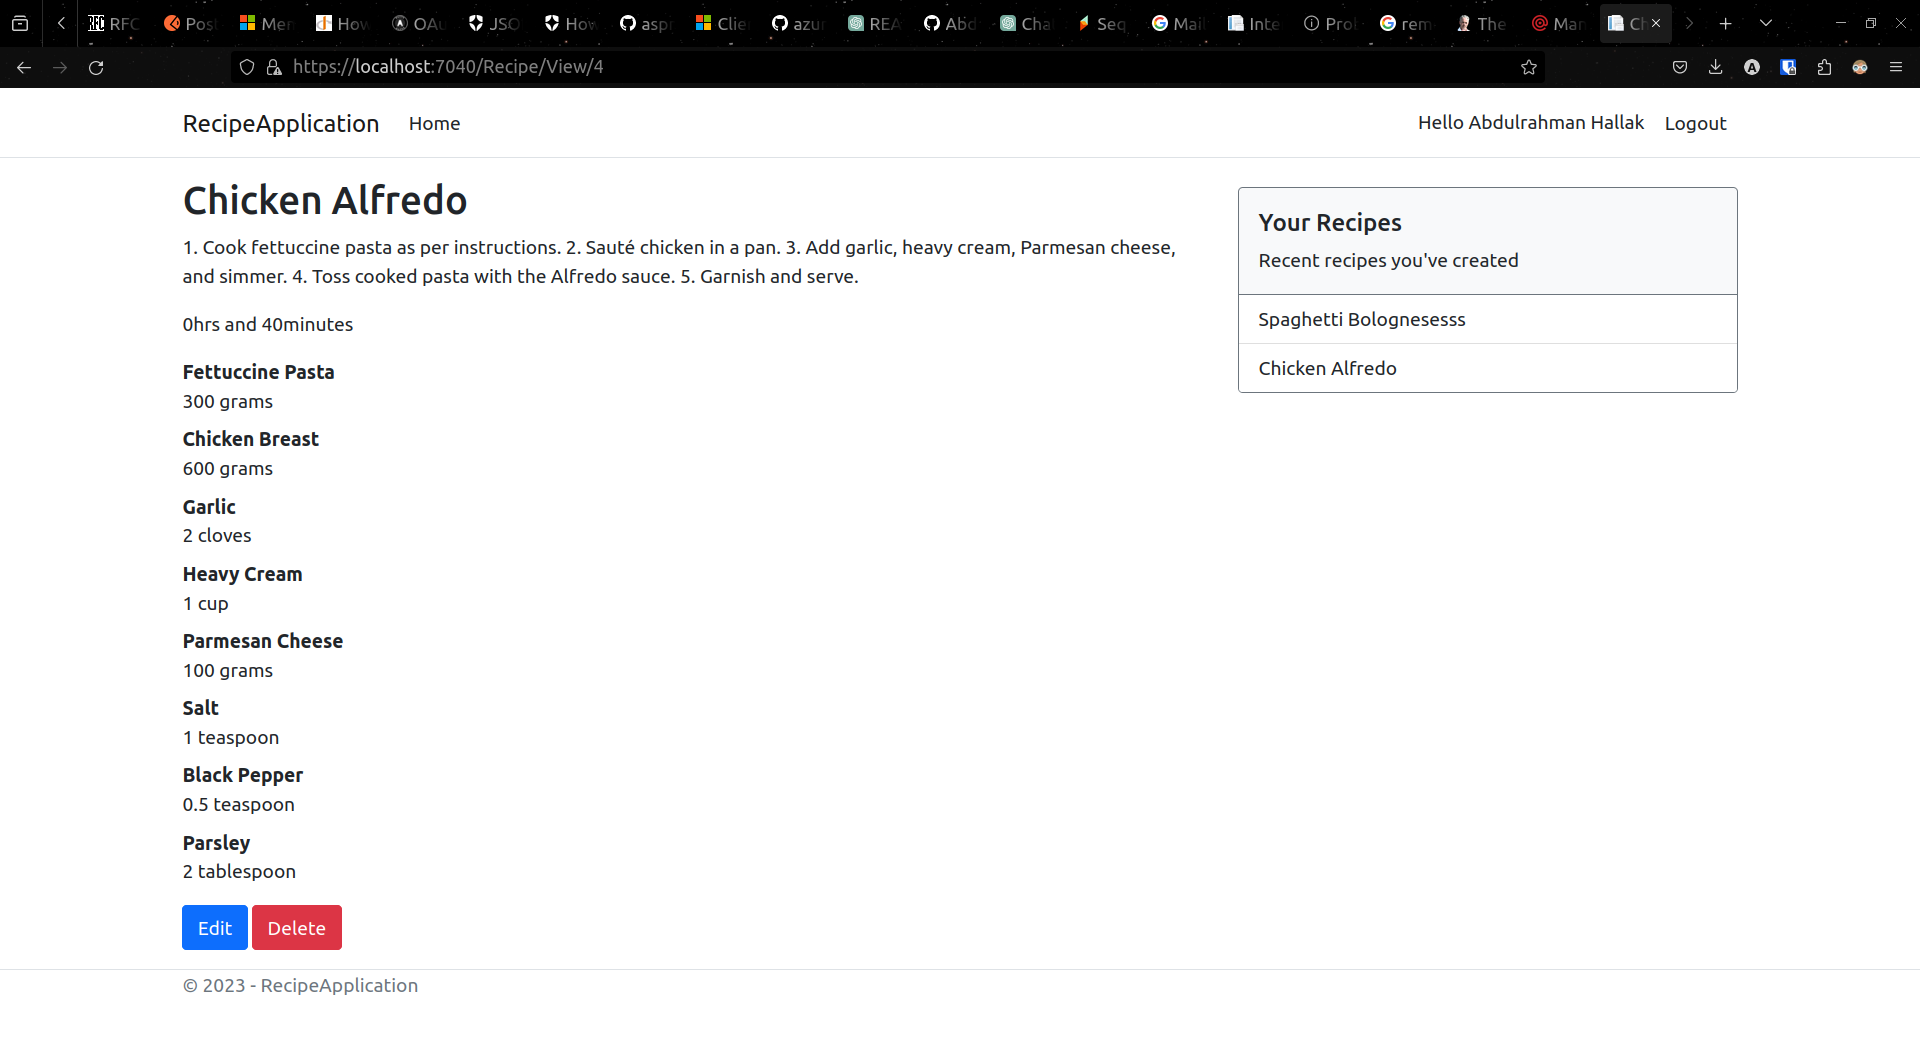 RFC Post Men How OAu JSO How asp Clie azur REA Abd Cha Seq Mail Inte Prol rem The Man Ch
https://localhost:7040/Recipe/View/4
RecipeApplication Home Hello Abdulrahman Hallak Logout
Chicken Alfredo
1. Cook fettuccine pasta as per instructions. 2. Sauté chicken in a pan. 3. Add garlic, heavy cream, Parmesan cheese,
and simmer. 4. Toss cooked pasta with the Alfredo sauce. 5. Garnish and serve.
0hrs and 40minutes
Fettuccine Pasta
300 grams
Chicken Breast
600 grams
Garlic
2 cloves
Heavy Cream
1 cup
Parmesan Cheese
100 grams
Salt
1 teaspoon
Black Pepper
0.5 teaspoon
Parsley
2 tablespoon
Edit Delete
Your Recipes
Recent recipes you've created
Spaghetti Bolognesesss
Chicken Alfredo
© 2023 - RecipeApplication